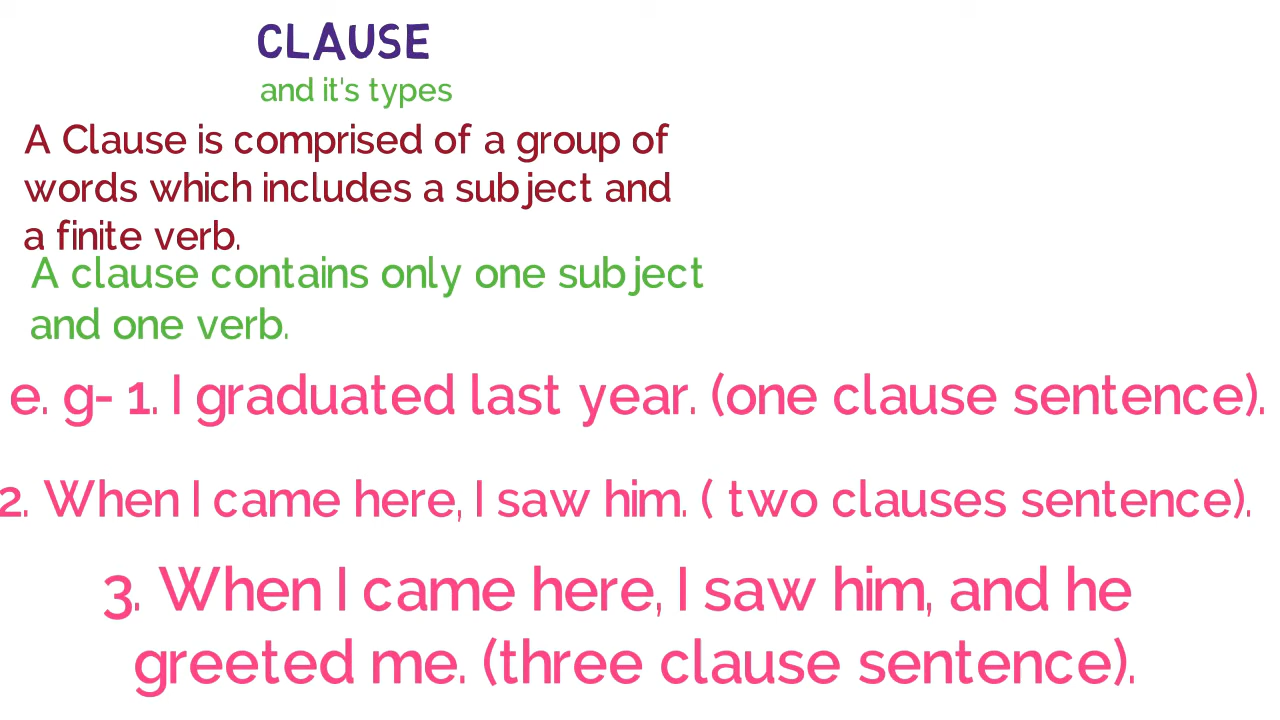 CLAUSE
and it's types
A Clause is comprised of a group of
words which includes a subject and
a finite verb.
A clause contains only one subject
and one verb.
e. g- 1. I graduated last year. (one clause sentence).
2. When I came here, I saw him. ( two clauses sentence).
3. When I came here, I saw him, and he
greeted me. (three clause sentence).